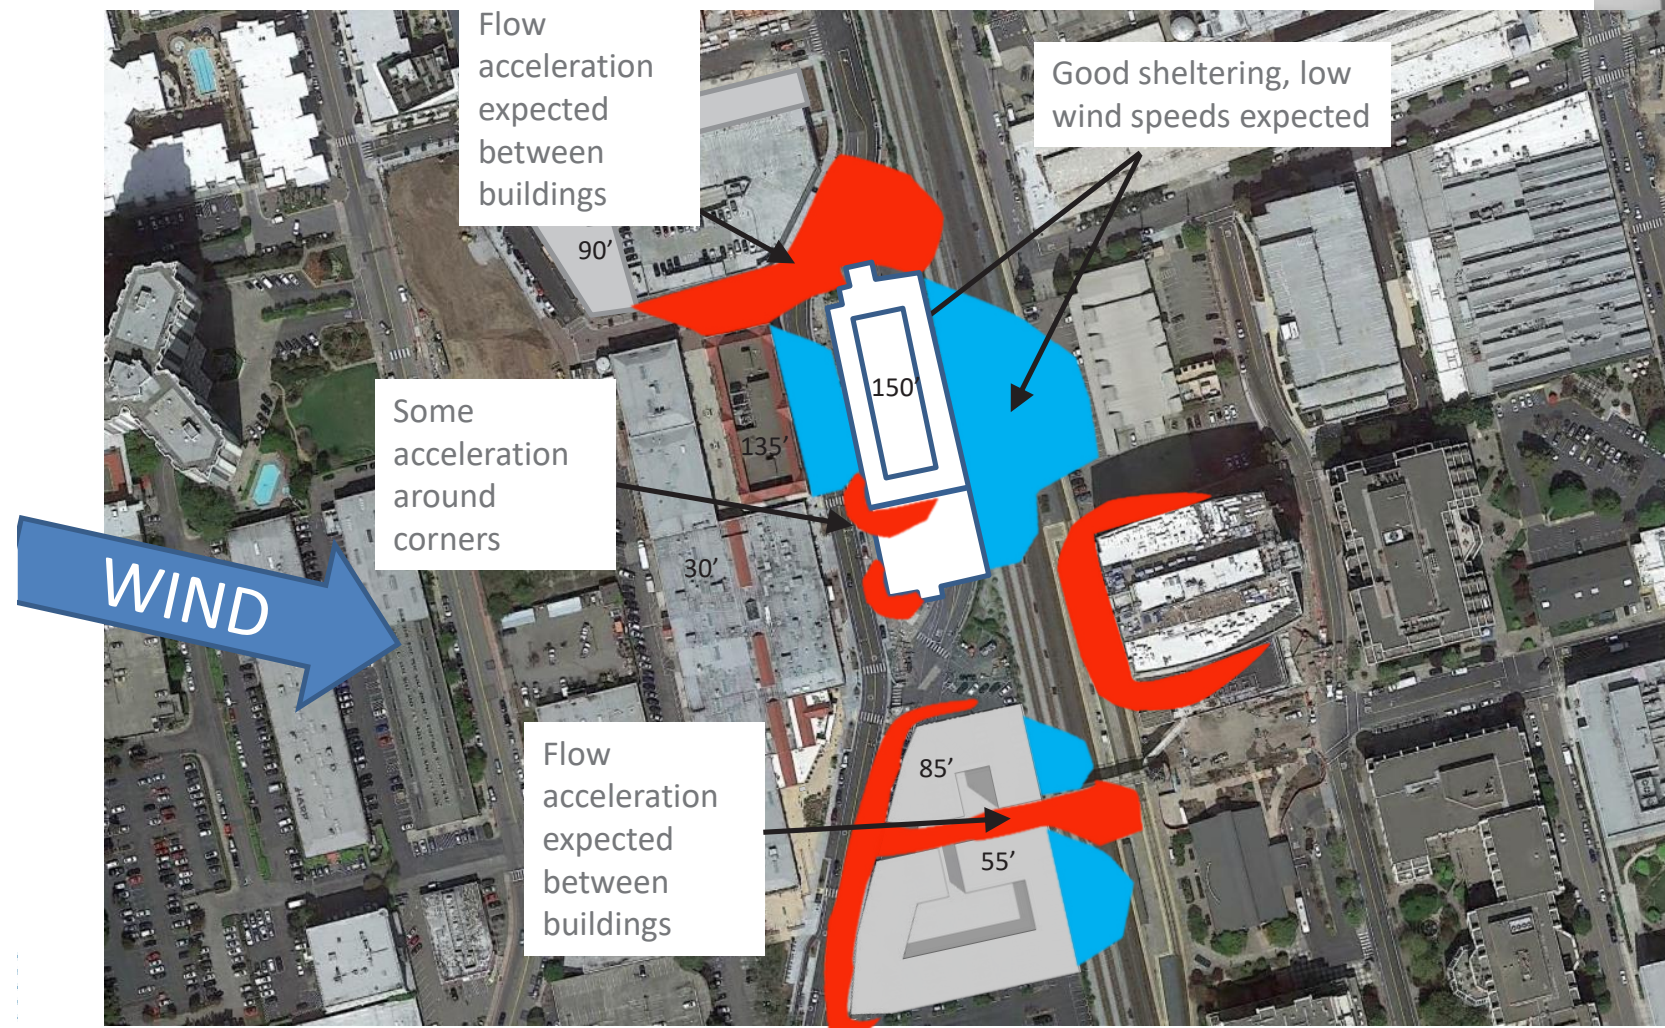 Flow
acceleration
expected
between
buildings
Good sheltering, low
wind speeds expected
90’
150’
135’
Some
acceleration
around
corners
30’
WIND
Flow
acceleration
expected
between
buildings
85’
55’